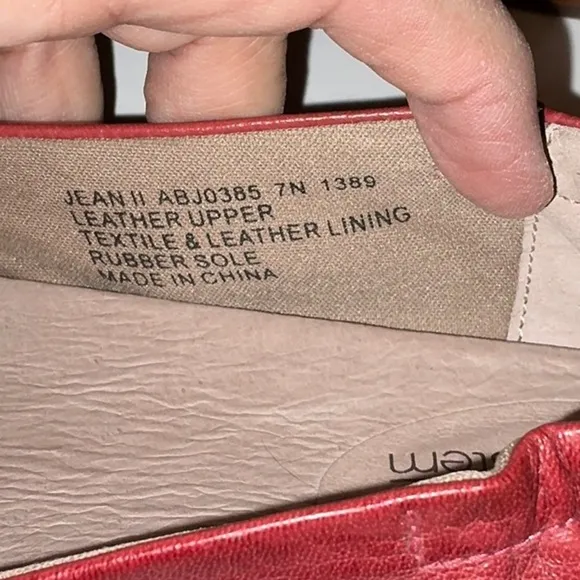 JEAN II ABJ0385 7N 1389
LEATHER UPPER
TEXTILE & LEATHER LINING
RUBBER SOLE
MADE IN CHINA